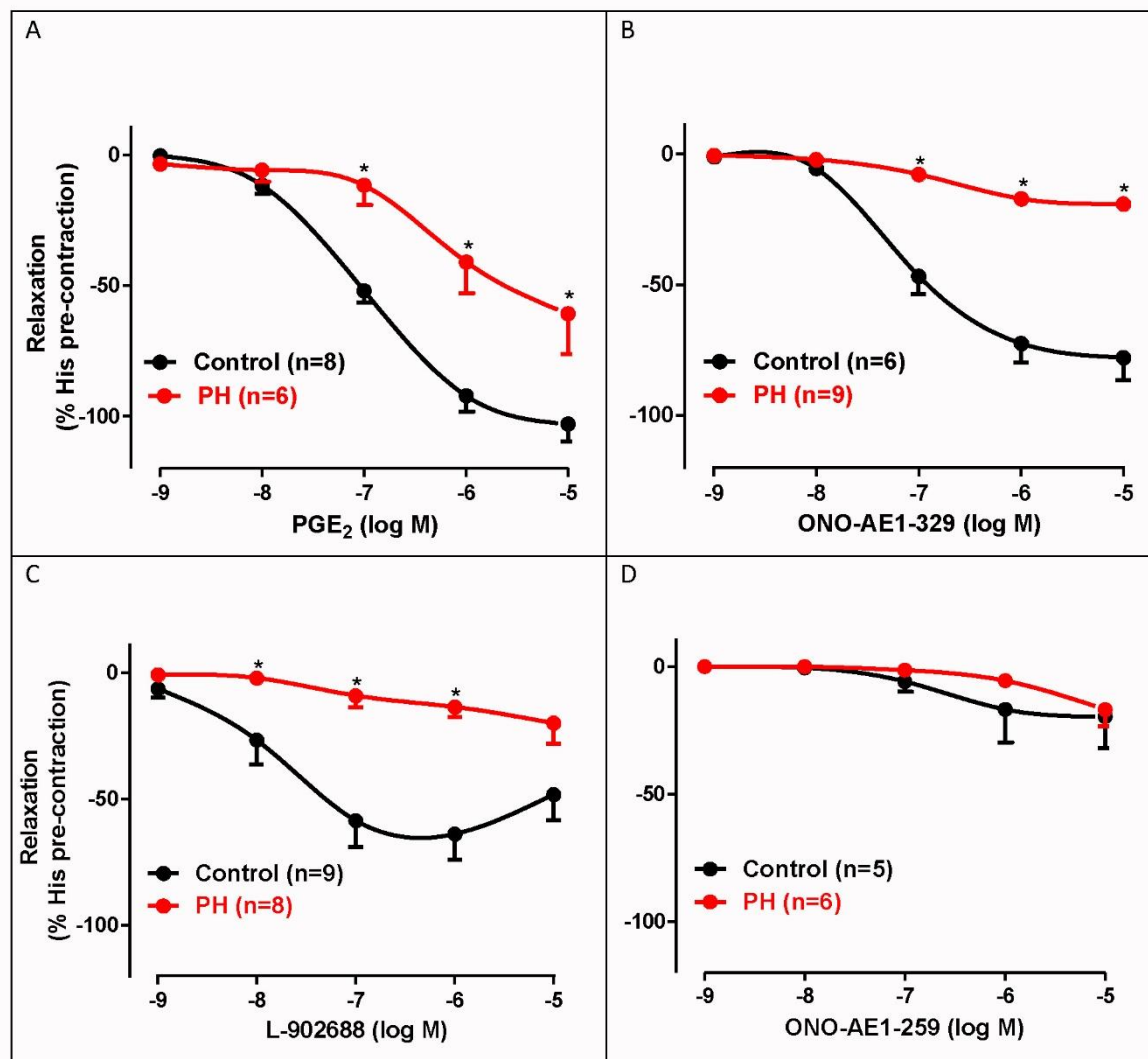 A
Relaxation
(% His pre-contraction)
0
*
*
*
-50
Control (n=8)
PH (n=6)
-100
-9 -8 -7 -6 -5
PGE₂ (log M)
B
0
*
*
*
-50
Control (n=6)
PH (n=9)
-100
-9 -8 -7 -6 -5
ONO-AE1-329 (log M)
C
Relaxation
(% His pre-contraction)
0
*
*
*
-50
Control (n=9)
PH (n=8)
-100
-9 -8 -7 -6 -5
L-902688 (log M)
D
0
-50
Control (n=5)
PH (n=6)
-100
-9 -8 -7 -6 -5
ONO-AE1-259 (log M)